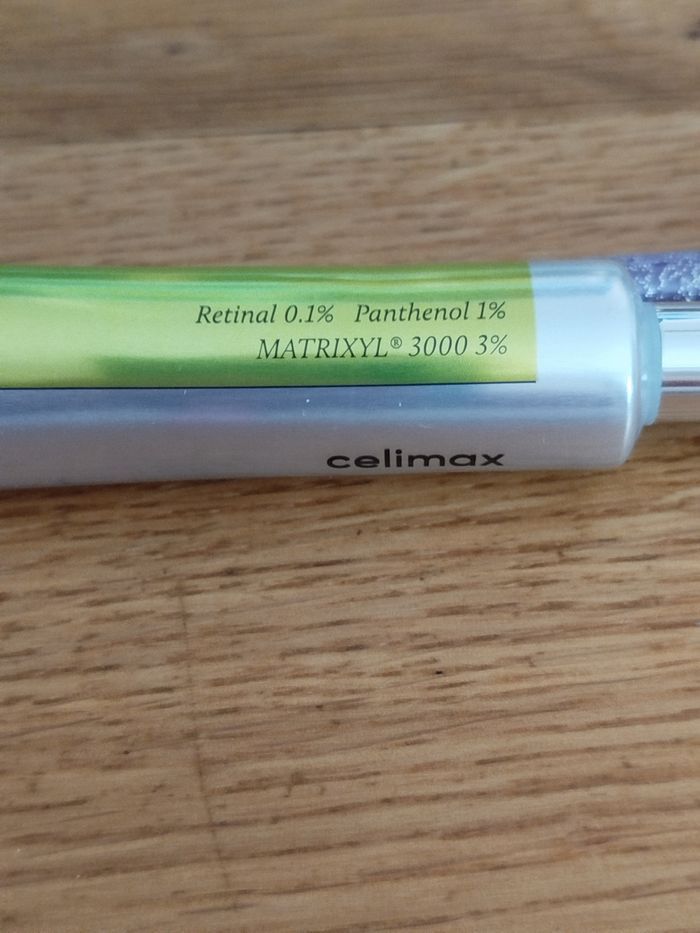 Retinal 0.1% Panthenol 1%
MATRIXYL® 3000 3%
celimax